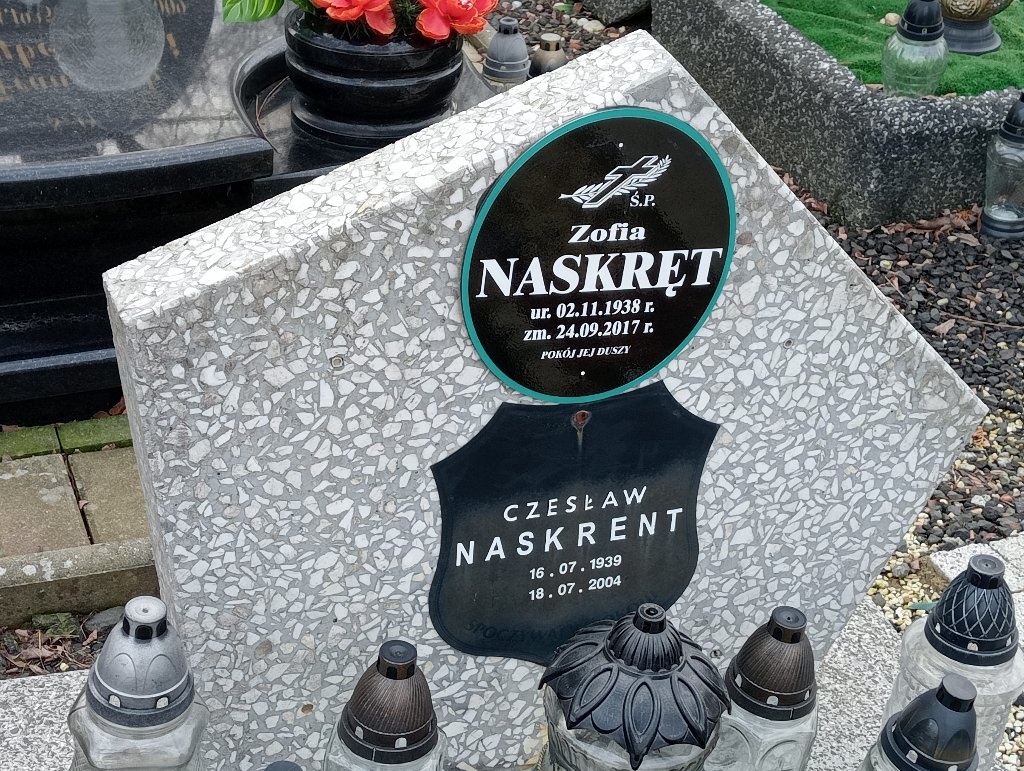 Ś.P.
Zofia
NASKRĘT
ur. 02.11.1938 r.
zm. 24.09.2017 r.
POKÓJ JEJ DUSZY
CZESŁAW
NASKRENT
16.07.1939
18.07.2004